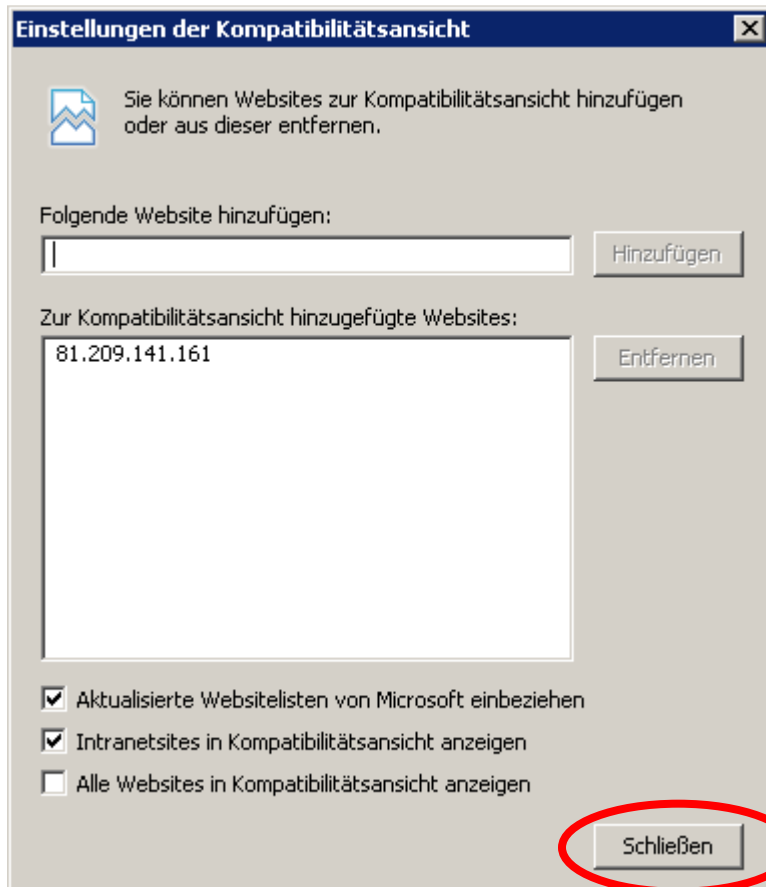 Einstellungen der Kompatibilitätsansicht
Sie können Websites zur Kompatibilitätsansicht hinzufügen
oder aus dieser entfernen.
Folgende Website hinzufügen:
Hinzufügen
Zur Kompatibilitätsansicht hinzugefügte Websites:
81.209.141.161
Entfernen
Aktualisierte Websitelisten von Microsoft einbeziehen
Intranetsites in Kompatibilitätsansicht anzeigen
Alle Websites in Kompatibilitätsansicht anzeigen
Schließen